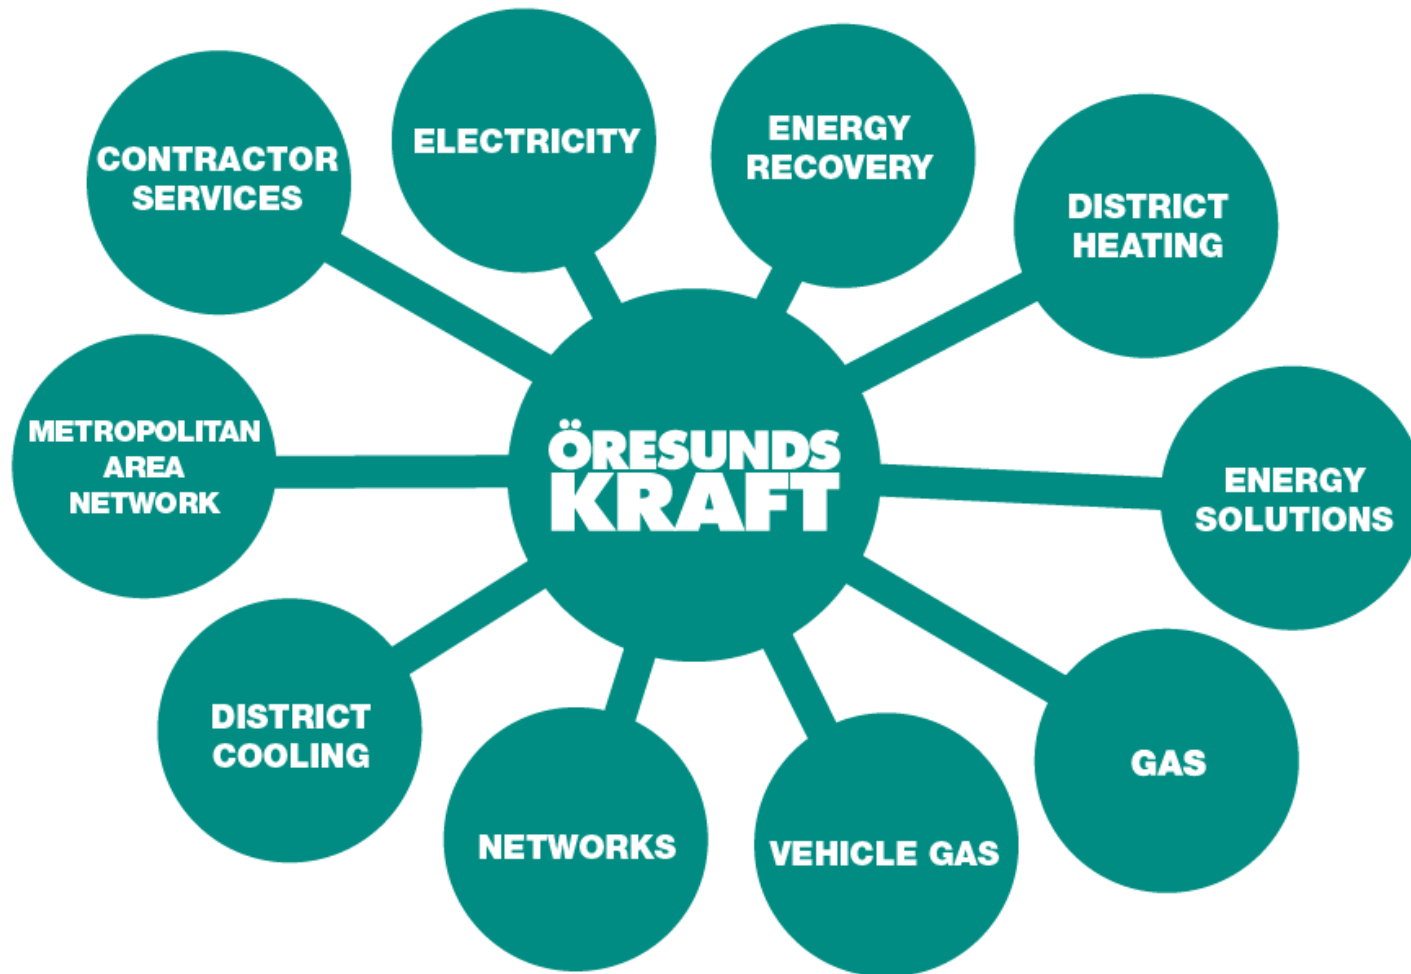 ELECTRICITY
ENERGY
RECOVERY
CONTRACTOR
SERVICES
DISTRICT
HEATING
METROPOLITAN
AREA
NETWORK
ÖRESUNDS
KRAFT
ENERGY
SOLUTIONS
DISTRICT
COOLING
GAS
NETWORKS
VEHICLE GAS